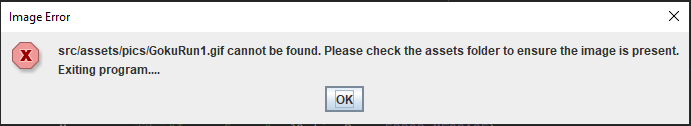 Image Error
src/assets/pics/GokuRun1.gif cannot be found. Please check the assets folder to ensure the image is present.
Exiting program....
OK